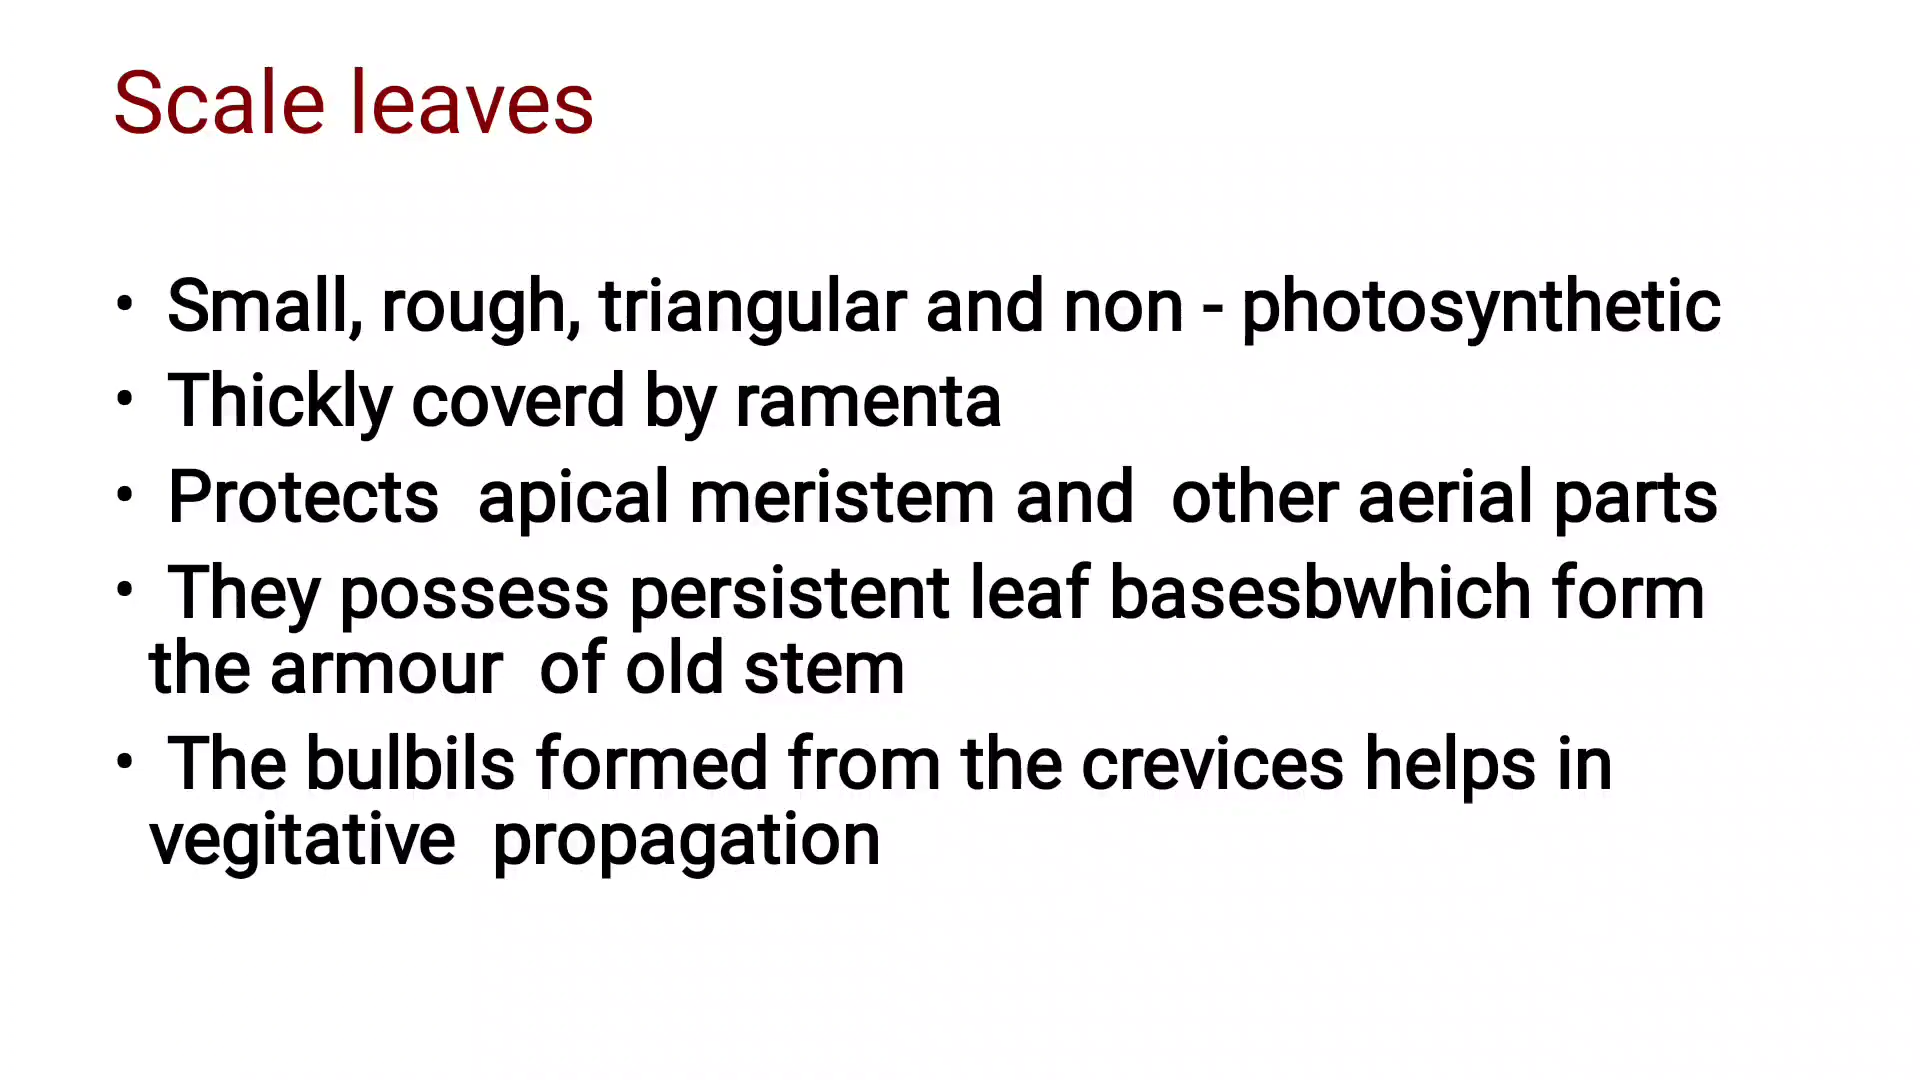 Scale leaves
• Small, rough, triangular and non - photosynthetic
• Thickly coverd by ramenta
• Protects  apical meristem and  other aerial parts
• They possess persistent leaf basesbwhich form
the armour  of old stem
• The bulbils formed from the crevices helps in
vegitative  propagation